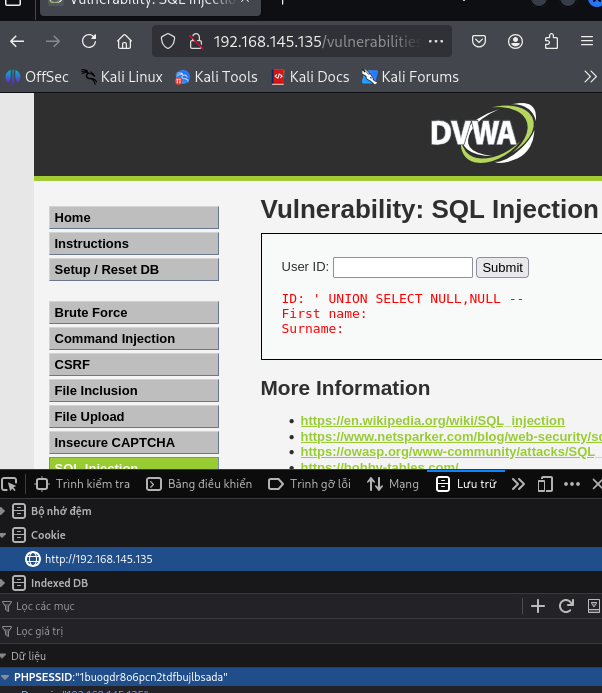 Vulnerability: SQL Injectio
192.168.145.135/vulnerabilities
OffSec Kali Linux Kali Tools Kali Docs Kali Forums
DVWA
Home
Instructions
Setup / Reset DB
Brute Force
Command Injection
CSRF
File Inclusion
File Upload
Insecure CAPTCHA
SQL Injection
Vulnerability: SQL Injection
User ID: Submit
ID: ' UNION SELECT NULL,NULL --
First name:
Surname:
More Information
https://en.wikipedia.org/wiki/SQL_injection
https://www.netsparker.com/blog/web-security/sq
https://owasp.org/www-community/attacks/SQL_
https://bobby-tables.com/
Trình kiểm tra Bảng điều khiển Trình gỡ lỗi Mạng Lưu trữ
Bộ nhớ đệm
Cookie
http://192.168.145.135
Indexed DB
Lọc các mục
Lọc giá trị
Dữ liệu
PHPSESSID:"1buogdr8o6pcn2tdfbujlbsada"